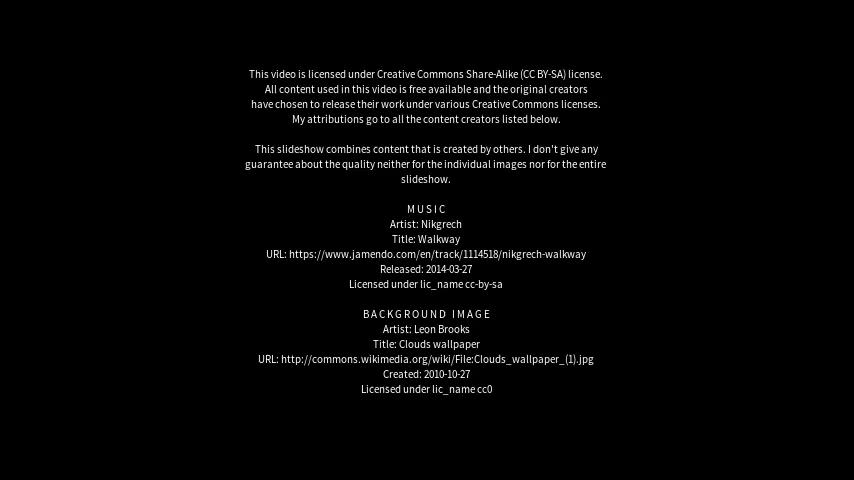 This video is licensed under Creative Commons Share-Alike (CC BY-SA) license.
All content used in this video is free available and the original creators
have chosen to release their work under various Creative Commons licenses.
My attributions go to all the content creators listed below.
This slideshow combines content that is created by others. I don't give any
guarantee about the quality neither for the individual images nor for the entire
slideshow.
MUSIC
Artist: Nikgrech
Title: Walkway
URL: https://www.jamendo.com/en/track/1114518/nikgrech-walkway
Released: 2014-03-27
Licensed under lic_name cc-by-sa
BACKGROUND IMAGE
Artist: Leon Brooks
Title: Clouds wallpaper
URL: http://commons.wikimedia.org/wiki/File:Clouds_wallpaper_(1).jpg
Created: 2010-10-27
Licensed under lic_name cc0